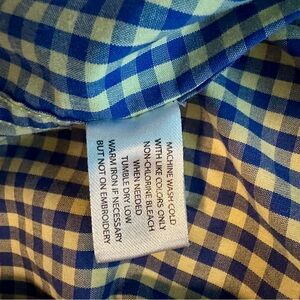 MACHINE WASH COLD
WITH LIKE COLORS ONLY
NON-CHLORINE BLEACH
WHEN NEEDED
TUMBLE DRY LOW
WARM IRON IF NECESSARY
BUT NOT ON EMBROIDERY